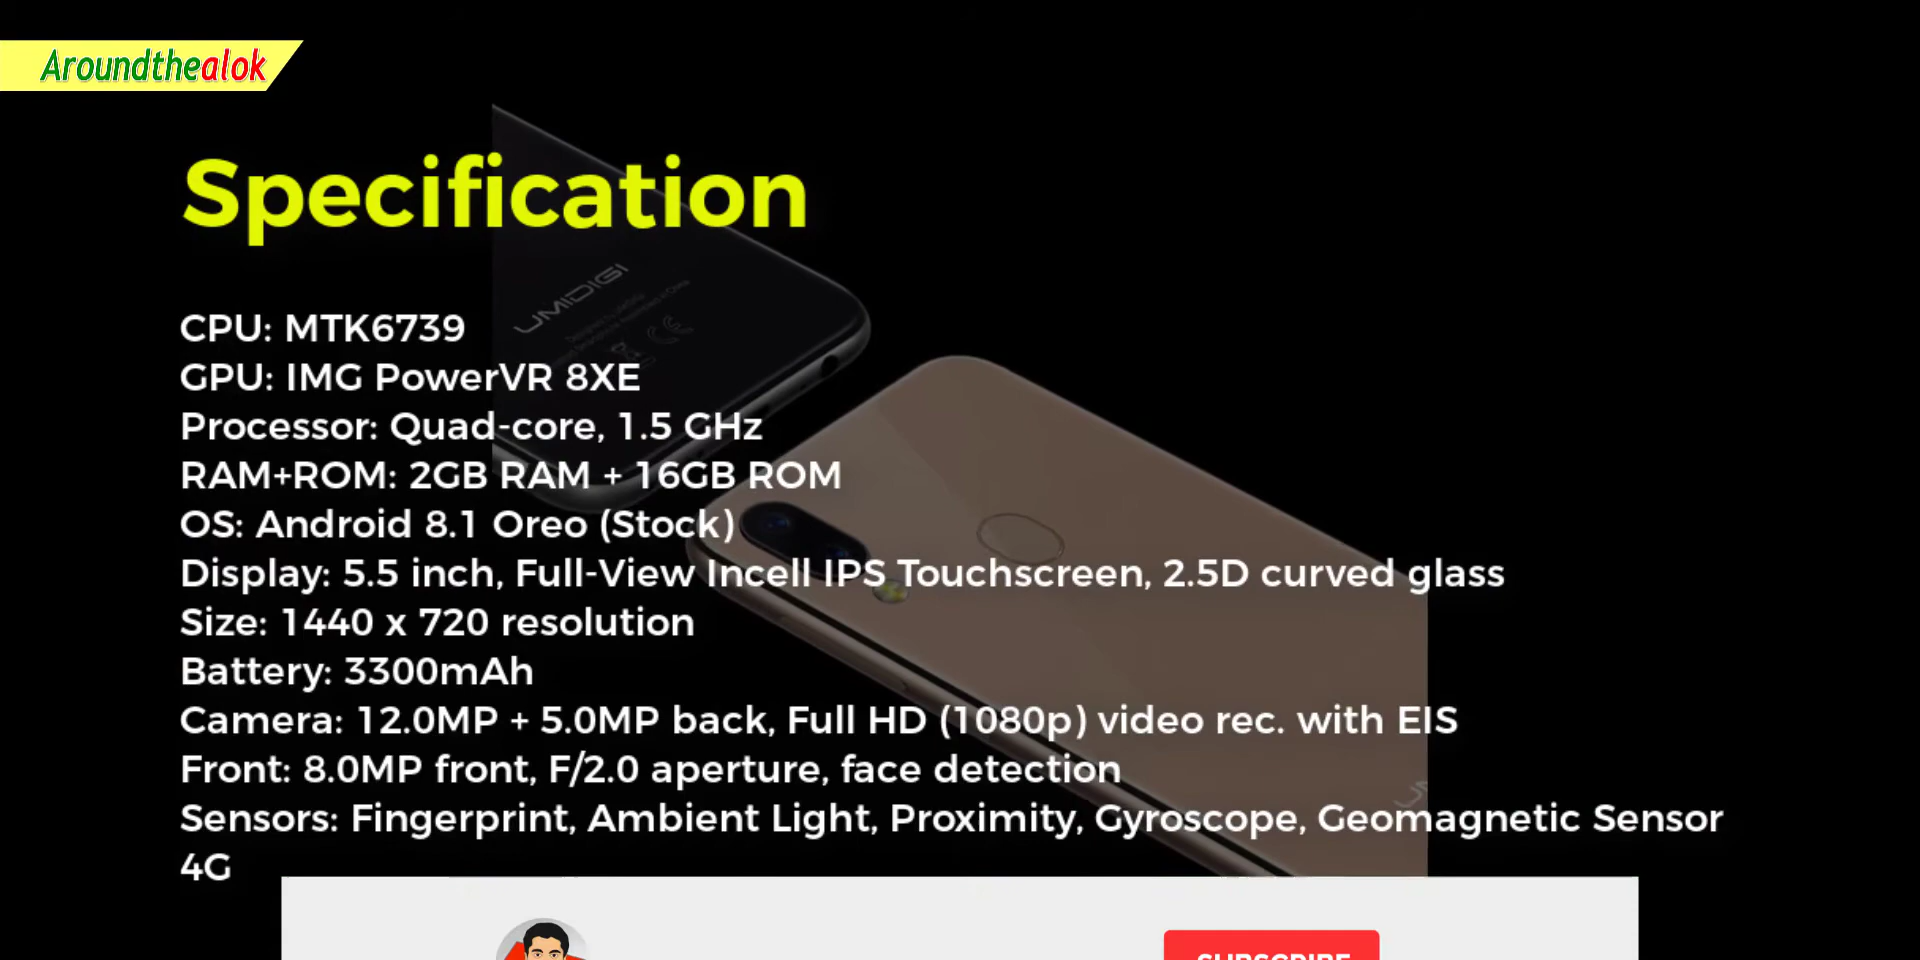 Aroundthealok
Specification
UMIDIGI
CPU: MTK6739
GPU: IMG PowerVR 8XE
Processor: Quad-core, 1.5 GHz
RAM+ROM: 2GB RAM + 16GB ROM
OS: Android 8.1 Oreo (Stock)
Display: 5.5 inch, Full-View Incell IPS Touchscreen, 2.5D curved glass
Size: 1440 x 720 resolution
Battery: 3300mAh
Camera: 12.0MP + 5.0MP back, Full HD (1080p) video rec. with EIS
Front: 8.0MP front, F/2.0 aperture, face detection
Sensors: Fingerprint, Ambient Light, Proximity, Gyroscope, Geomagnetic Sensor
4G
SUBSCRIBE